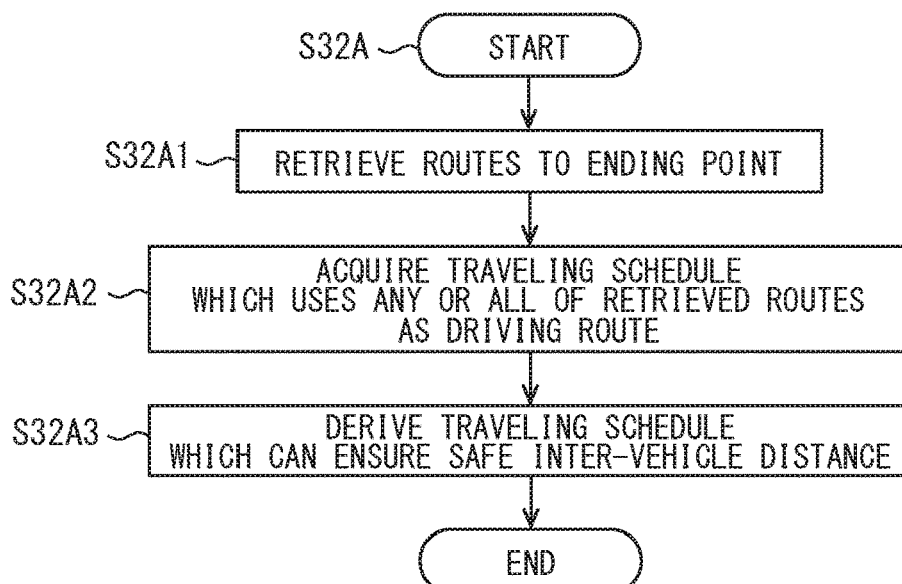 S32A
START
S32A1
RETRIEVE ROUTES TO ENDING POINT
S32A2
ACQUIRE TRAVELING SCHEDULE
WHICH USES ANY OR ALL OF RETRIEVED ROUTES
AS DRIVING ROUTE
S32A3
DERIVE TRAVELING SCHEDULE
WHICH CAN ENSURE SAFE INTER-VEHICLE DISTANCE
END